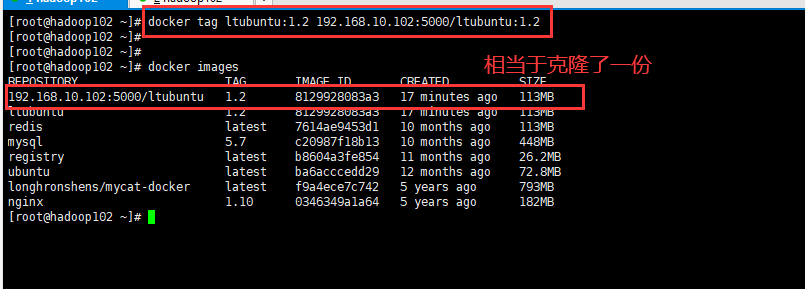 [root@hadoop102 ~]# docker tag ltubuntu:1.2 192.168.10.102:5000/ltubuntu:1.2
[root@hadoop102 ~]#
[root@hadoop102 ~]#
[root@hadoop102 ~]# docker images
相当于克隆了一份
REPOSITORY TAG IMAGE ID CREATED SIZE
192.168.10.102:5000/ltubuntu 1.2 8129928083a3 17 minutes ago 113MB
ltubuntu 1.2 8129928083a3 17 minutes ago 113MB
redis latest 7614ae9453d1 10 months ago 113MB
mysql 5.7 c20987f18b13 10 months ago 448MB
registry latest b8604a3fe854 11 months ago 26.2MB
ubuntu latest ba6acccedd29 12 months ago 72.8MB
longhronshens/mycat-docker latest f9a4ece7c742 5 years ago 793MB
nginx 1.10 0346349a1a64 5 years ago 182MB
[root@hadoop102 ~]#